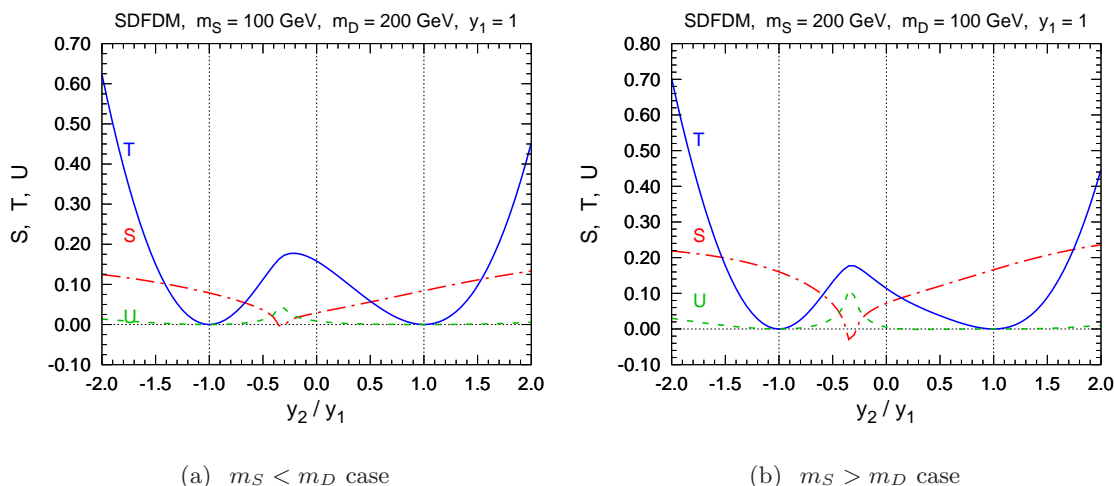 SDFDM, m_S = 100 GeV, m_D = 200 GeV, y_1 = 1
0.70
0.60
0.50
0.40
0.30
0.20
0.10
0.00
-0.10
S, T, U
T
S
U
-2.0 -1.5 -1.0 -0.5 0.0 0.5 1.0 1.5 2.0
y_2 / y_1
(a) m_S < m_D case
SDFDM, m_S = 200 GeV, m_D = 100 GeV, y_1 = 1
0.80
0.70
0.60
0.50
0.40
0.30
0.20
0.10
0.00
-0.10
S, T, U
T
S
U
-2.0 -1.5 -1.0 -0.5 0.0 0.5 1.0 1.5 2.0
y_2 / y_1
(b) m_S > m_D case